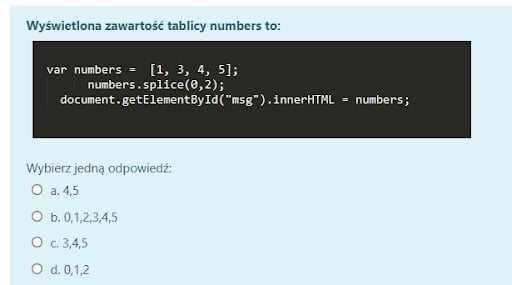 Wyświetlona zawartość tablicy numbers to:
var numbers = [1, 3, 4, 5];
numbers.splice(0,2);
document.getElementById("msg").innerHTML = numbers;
Wybierz jedną odpowiedź:
a. 4,5
b. 0,1,2,3,4,5
c. 3,4,5
d. 0,1,2